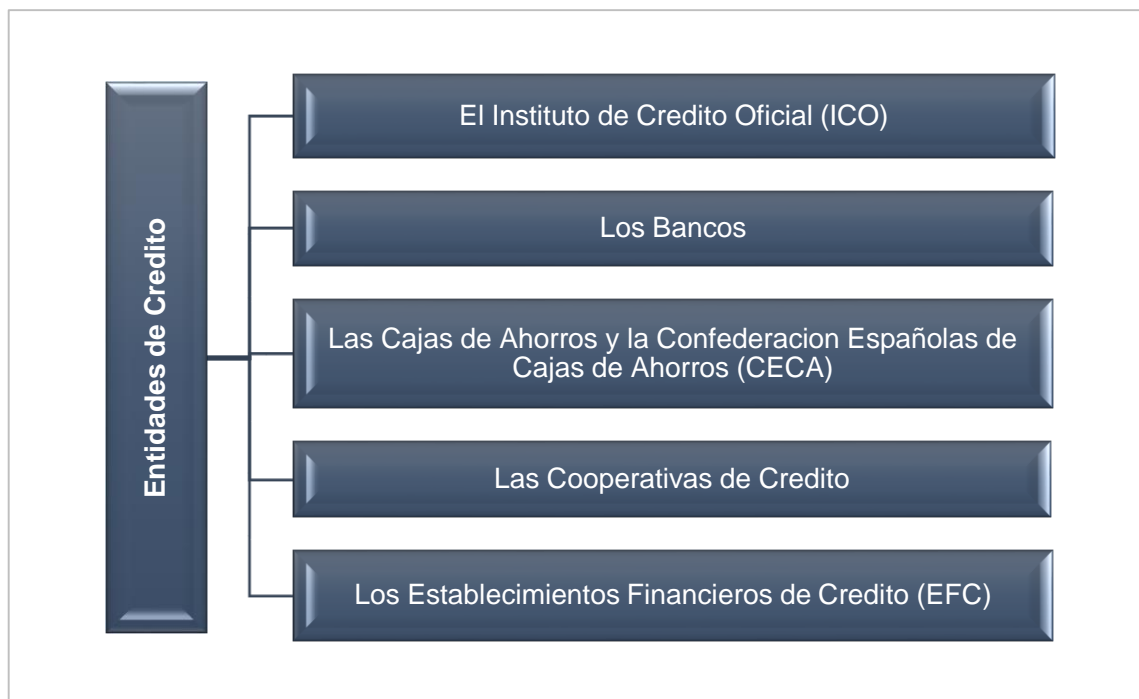 Entidades de Credito
El Instituto de Credito Oficial (ICO)
Los Bancos
Las Cajas de Ahorros y la Confederacion Españolas de
Cajas de Ahorros (CECA)
Las Cooperativas de Credito
Los Establecimientos Financieros de Credito (EFC)